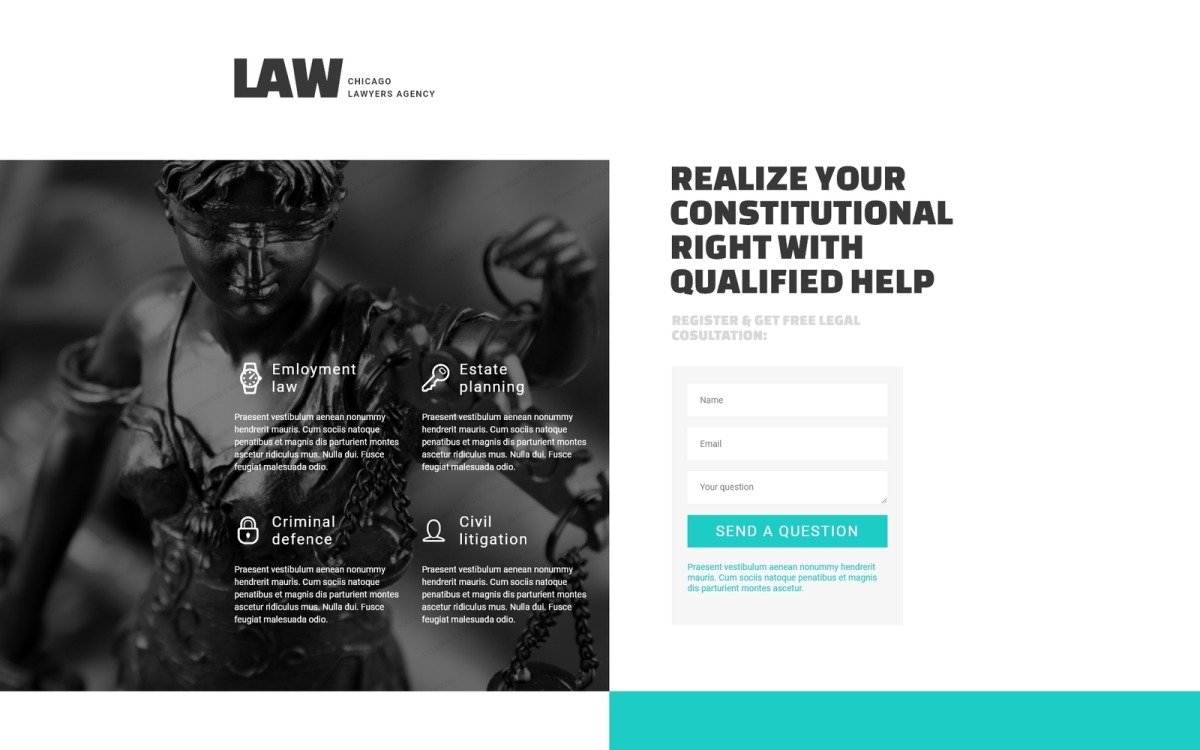 LAW
CHICAGO
LAWYERS AGENCY
REALIZE YOUR
CONSTITUTIONAL
RIGHT WITH
QUALIFIED HELP
REGISTER & GET FREE LEGAL
COSULTATION:
Emloyment
law
Praesent vestibulum aenean nonummy
hendrerit mauris. Cum sociis natoque
penatibus et magnis dis parturient montes
ascetur ridiculus mus. Nulla dui. Fusce
feugiat malesuada odio.
Estate
planning
Praesent vestibulum aenean nonummy
hendrerit mauris. Cum sociis natoque
penatibus et magnis dis parturient montes
ascetur ridiculus mus. Nulla dui. Fusce
feugiat malesuada odio.
Criminal
defence
Praesent vestibulum aenean nonummy
hendrerit mauris. Cum sociis natoque
penatibus et magnis dis parturient montes
ascetur ridiculus mus. Nulla dui. Fusce
feugiat malesuada odio.
Civil
litigation
Praesent vestibulum aenean nonummy
hendrerit mauris. Cum sociis natoque
penatibus et magnis dis parturient montes
ascetur ridiculus mus. Nulla dui. Fusce
feugiat malesuada odio.
Name
Email
Your question
SEND A QUESTION
Praesent vestibulum aenean nonummy hendrerit
mauris. Cum sociis natoque penatibus et magnis
dis parturient montes ascetur.